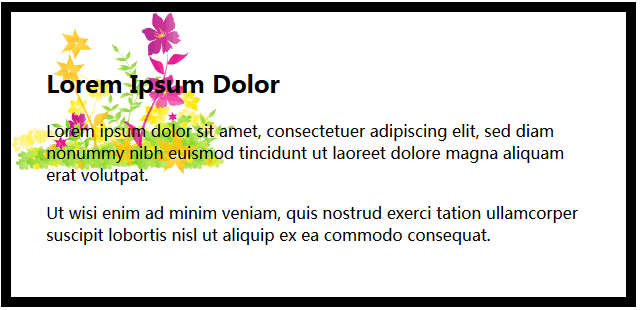 Lorem Ipsum Dolor
Lorem ipsum dolor sit amet, consectetuer adipiscing elit, sed diam
nonummy nibh euismod tincidunt ut laoreet dolore magna aliquam
erat volutpat.
Ut wisi enim ad minim veniam, quis nostrud exerci tation ullamcorper
suscipit lobortis nisl ut aliquip ex ea commodo consequat.